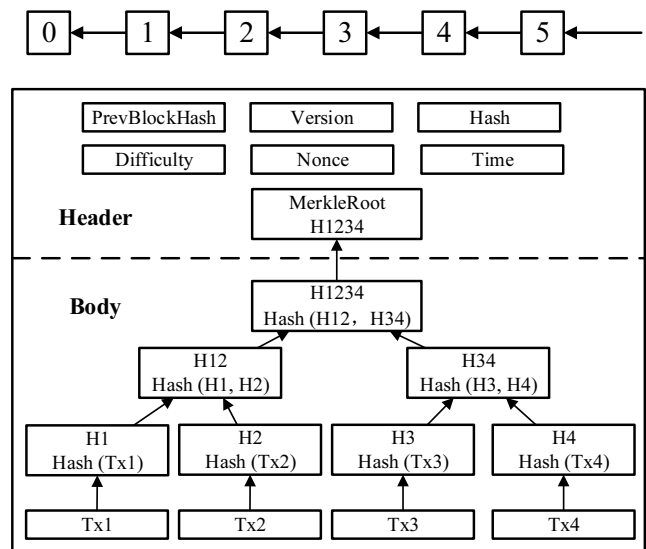 0 1 2 3 4 5
PrevBlockHash Version Hash
Difficulty Nonce Time
Header
MerkleRoot
H1234
Body
H1234
Hash (H12，H34)
H12
Hash (H1, H2)
H34
Hash (H3, H4)
H1
Hash (Tx1)
H2
Hash (Tx2)
H3
Hash (Tx3)
H4
Hash (Tx4)
Tx1 Tx2 Tx3 Tx4